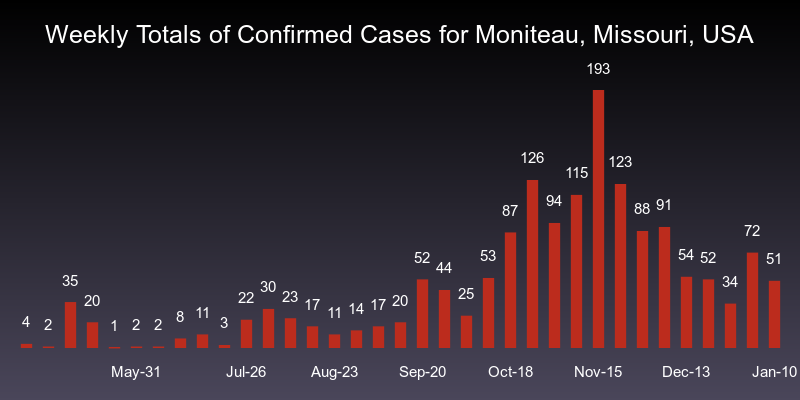 Weekly Totals of Confirmed Cases for Moniteau, Missouri, USA
4 2 35 20 1 2 2 8 11 3 22 30 23 17 11 14 17 20 52 44 25 53 87 126 94 115 193 123 88 91 54 52 34 72 51
May-31 Jul-26 Aug-23 Sep-20 Oct-18 Nov-15 Dec-13 Jan-10